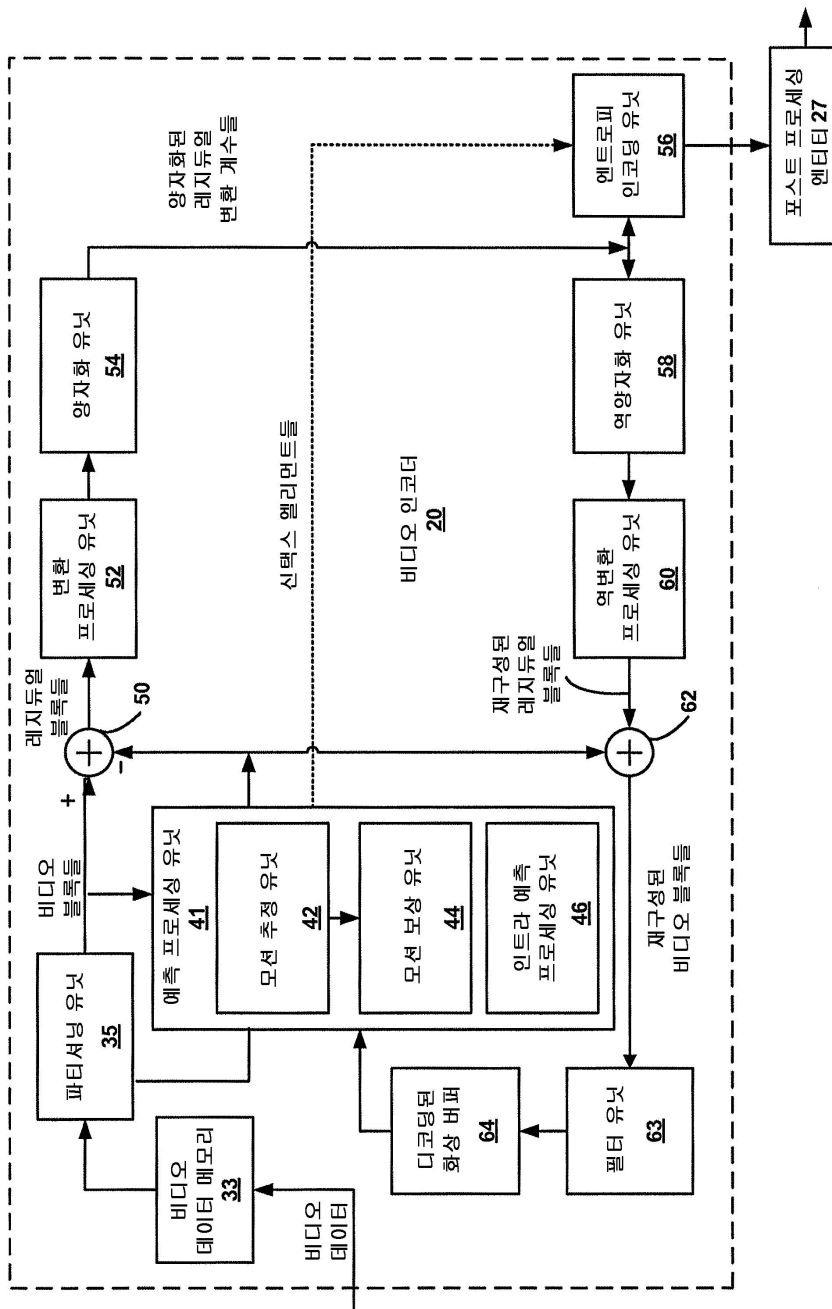 비디오
데이터
비디오
데이터 메모리
33
파티셔닝 유닛
35
비디오
블록들
+
-
50
레지듀얼
블록들
변환
프로세싱 유닛
52
양자화 유닛
54
양자화된
레지듀얼
변환 계수들
예측 프로세싱 유닛
41
모션 추정 유닛
42
모션 보상 유닛
44
인트라 예측
프로세싱 유닛
46
신택스 엘리먼트들
비디오 인코더
20
디코딩된
화상 버퍼
64
필터 유닛
63
재구성된
비디오 블록들
62
재구성된
레지듀얼
블록들
역변환
프로세싱 유닛
60
역양자화 유닛
58
엔트로피
인코딩 유닛
56
포스트 프로세싱
엔티티 27